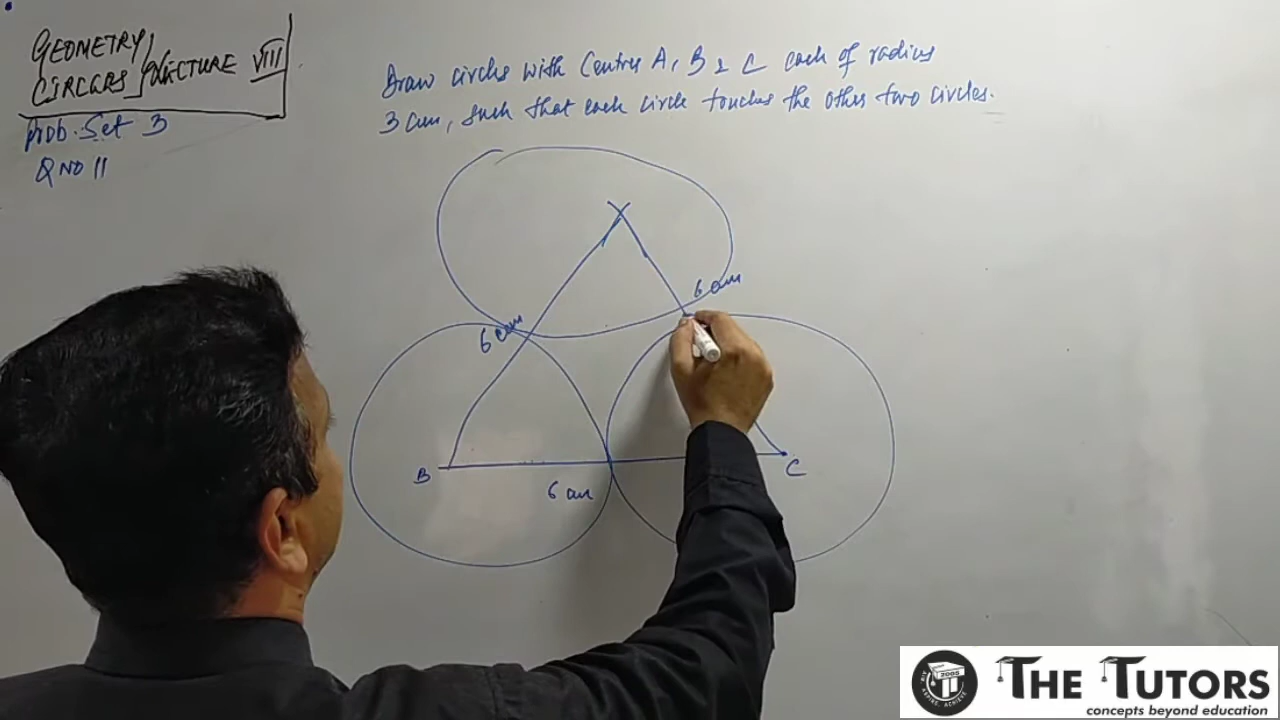 GEOMETRY,
CIRCLES, LECTURE VIII
Prob. Set 3
Q NO 11
Draw circles with Centres A, B & C each of radius
3 cm, such that each circle touches the other two circles.
6 cm
6 cm
B
C
6 cm
2005
THE TUTORS
concepts beyond education